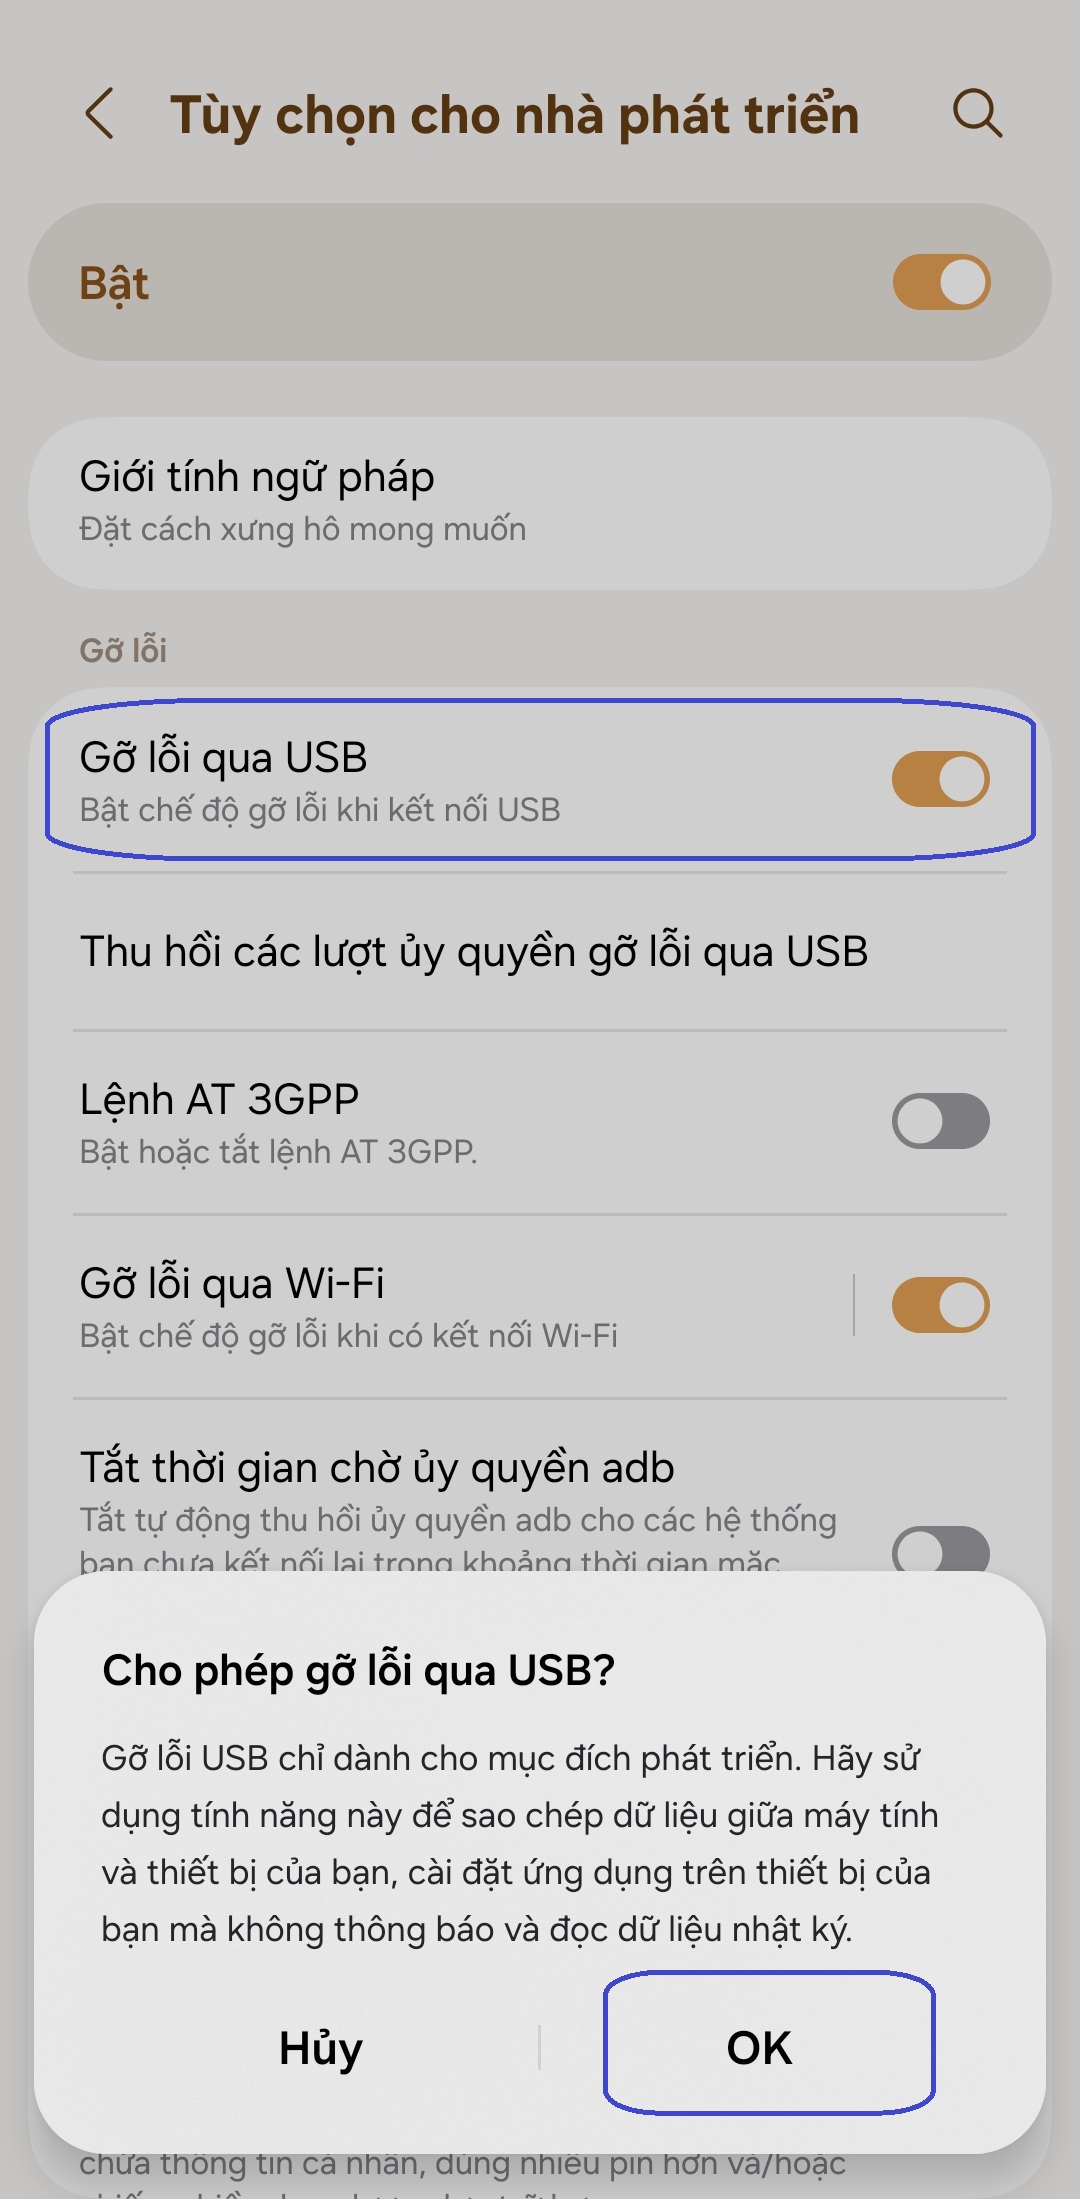 Tùy chọn cho nhà phát triển
Bật
Giới tính ngữ pháp
Đặt cách xưng hô mong muốn
Gỡ lỗi
Gỡ lỗi qua USB
Bật chế độ gỡ lỗi khi kết nối USB
Thu hồi các lượt ủy quyền gỡ lỗi qua USB
Lệnh AT 3GPP
Bật hoặc tắt lệnh AT 3GPP.
Gỡ lỗi qua Wi-Fi
Bật chế độ gỡ lỗi khi có kết nối Wi-Fi
Tắt thời gian chờ ủy quyền adb
Tắt tự động thu hồi ủy quyền adb cho các hệ thống
bạn chưa kết nối lại trong khoảng thời gian mặc
Cho phép gỡ lỗi qua USB?
Gỡ lỗi USB chỉ dành cho mục đích phát triển. Hãy sử
dụng tính năng này để sao chép dữ liệu giữa máy tính
và thiết bị của bạn, cài đặt ứng dụng trên thiết bị của
bạn mà không thông báo và đọc dữ liệu nhật ký.
Hủy
OK
chứa thông tin cá nhân, dùng nhiều pin hơn và/hoặc